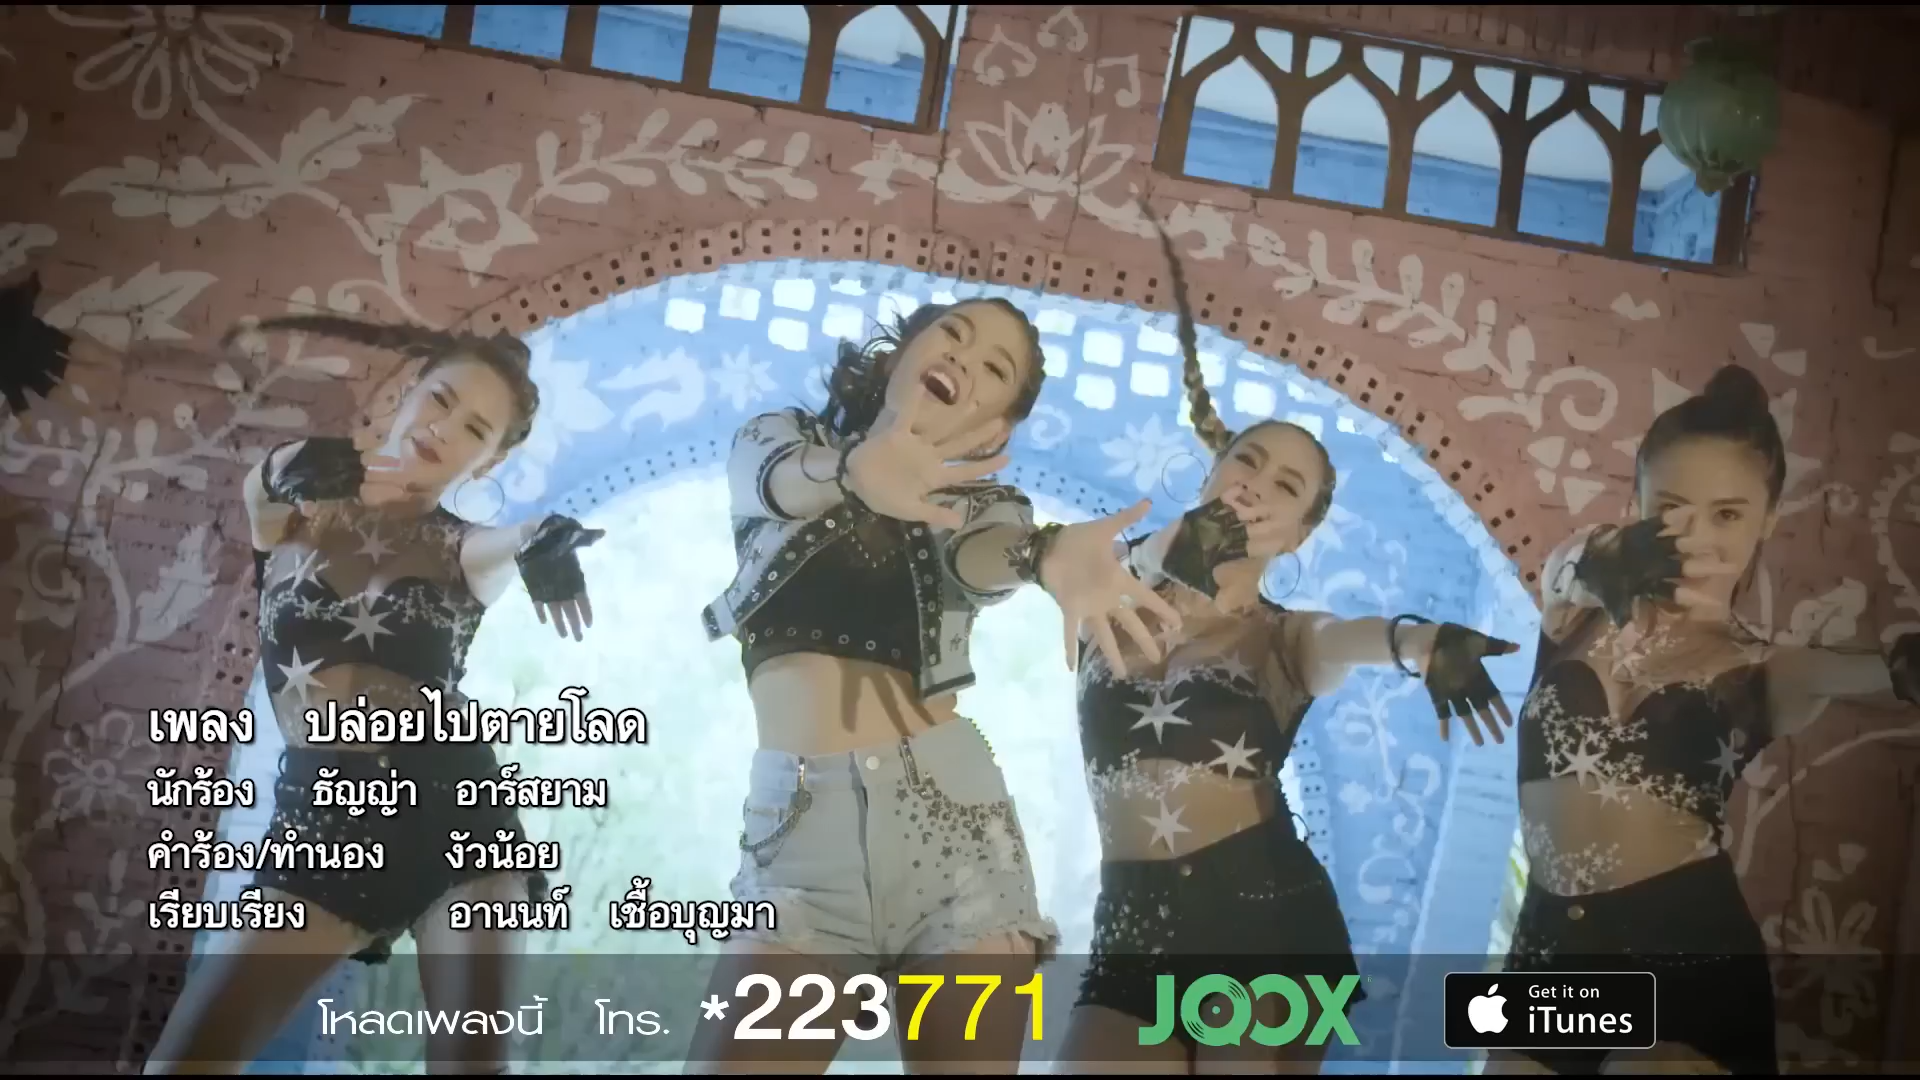 เพลง ปล่อยไปตายโลด
นักร้อง ธัญญ่า อาร์สยาม
คำร้อง/ทำนอง งัวน้อย
เรียบเรียง อานนท์ เชื้อบุญมา
โหลดเพลงนี้ โทร. *223771 JOOX Get it on iTunes